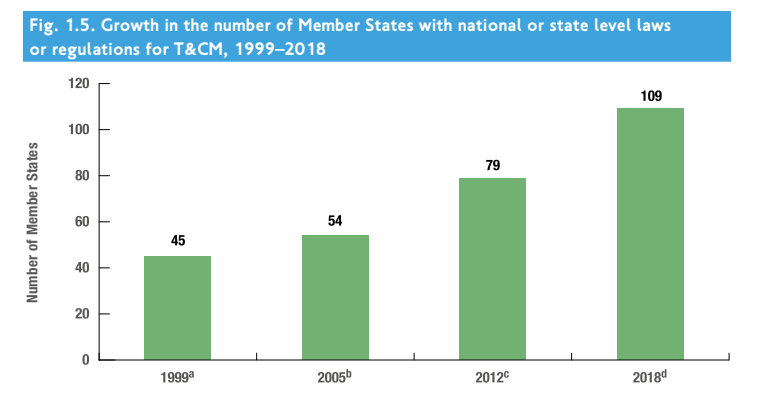 Fig. 1.5. Growth in the number of Member States with national or state level laws
or regulations for T&CM, 1999–2018
Number of Member States
120
100
80
60
40
20
0
45
54
79
109
1999a
2005b
2012c
2018d